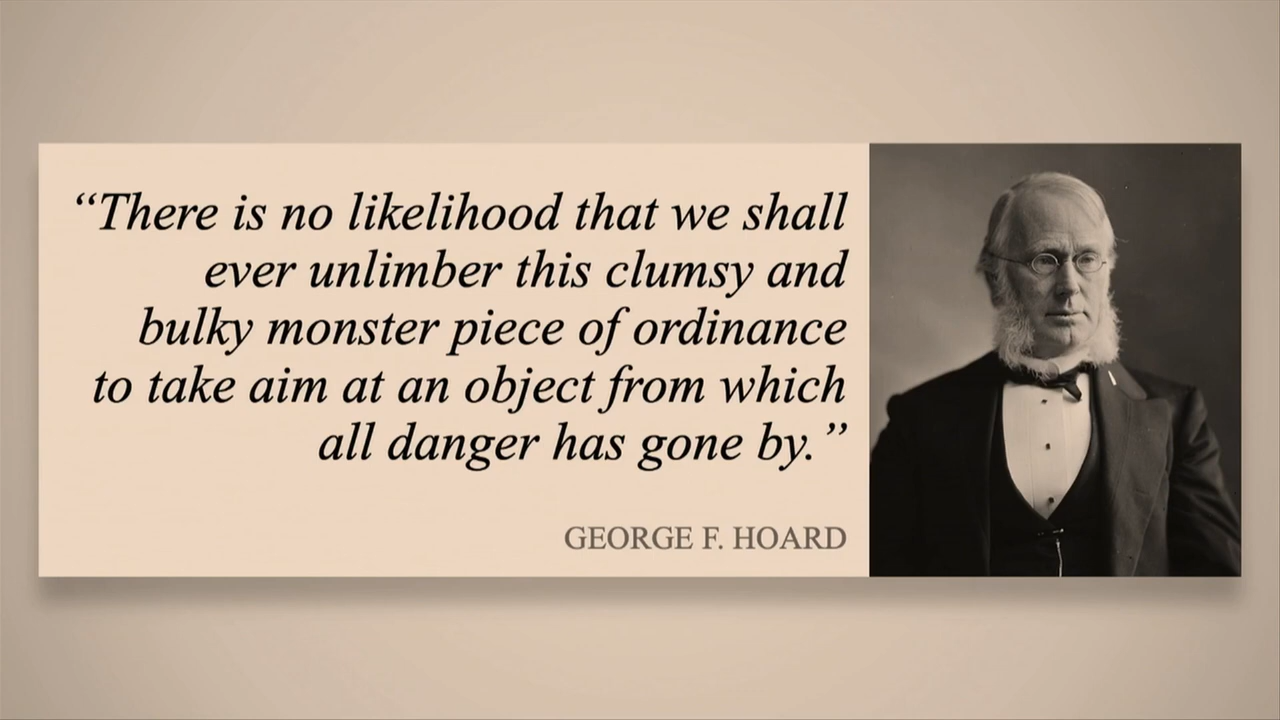 “There is no likelihood that we shall
ever unlimber this clumsy and
bulky monster piece of ordinance
to take aim at an object from which
all danger has gone by.”
GEORGE F. HOARD